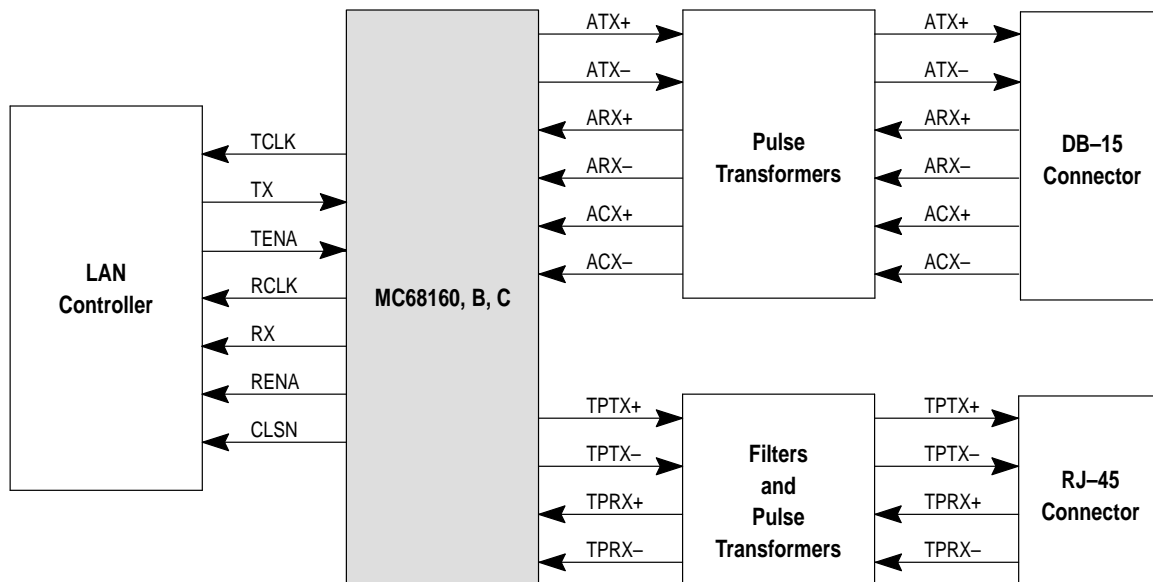 ATX+
ATX–
ARX+
ARX–
ACX+
ACX–
Pulse
Transformers
ATX+
ATX–
ARX+
ARX–
ACX+
ACX–
DB–15
Connector
LAN
Controller
TCLK
TX
TENA
RCLK
RX
RENA
CLSN
MC68160, B, C
TPTX+
TPTX–
TPRX+
TPRX–
Filters
and
Pulse
Transformers
TPTX+
TPTX–
TPRX+
TPRX–
RJ–45
Connector